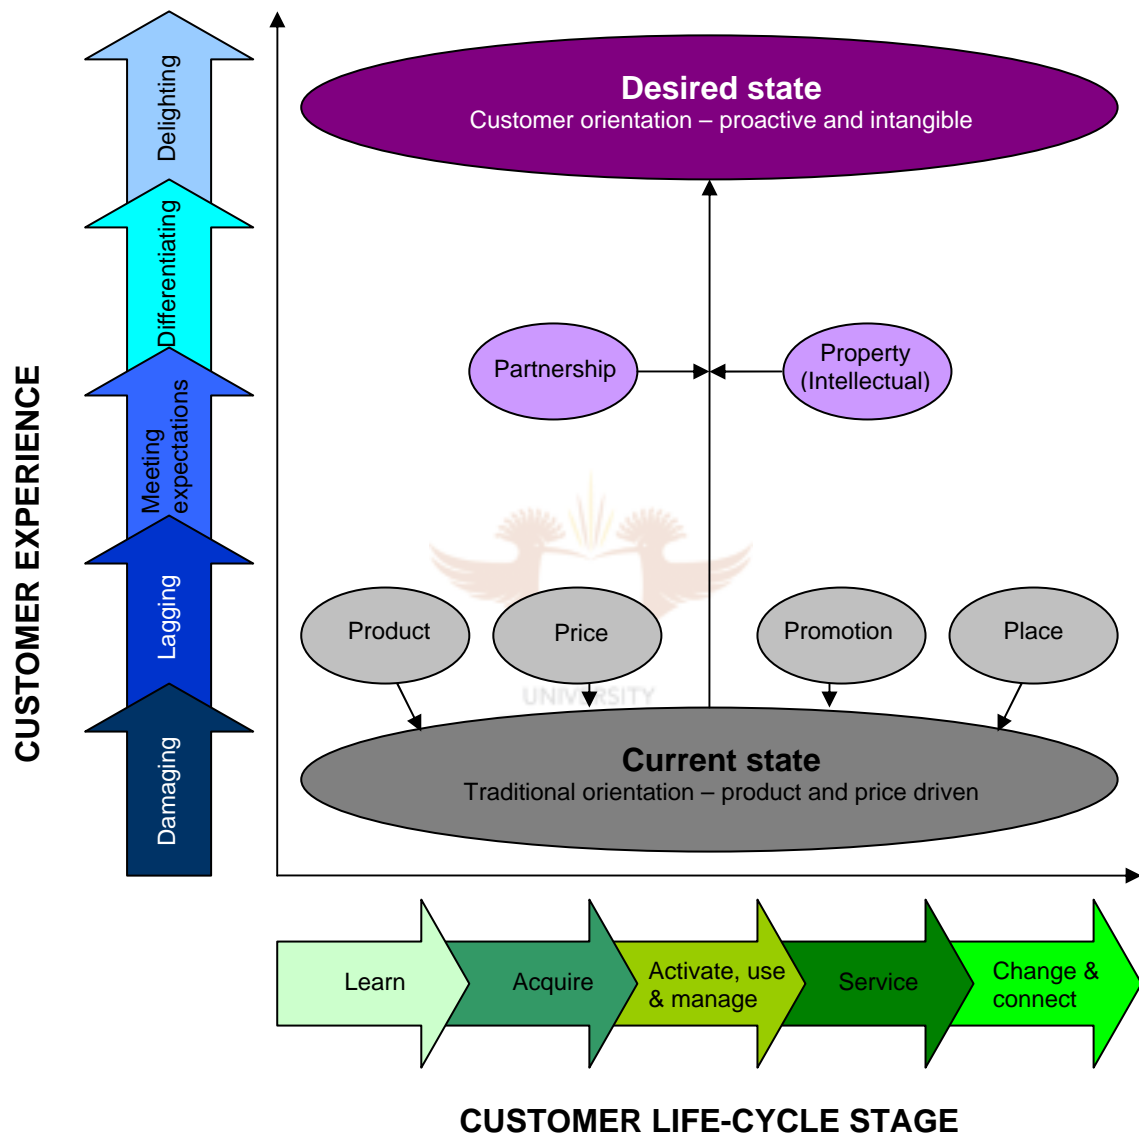 Delighting
Differentiating
Meeting
expectations
Lagging
Damaging
CUSTOMER EXPERIENCE
Desired state
Customer orientation – proactive and intangible
Partnership
Property
(Intellectual)
Product
Price
Promotion
Place
UNIVERSITY
Current state
Traditional orientation – product and price driven
Learn
Acquire
Activate, use
& manage
Service
Change &
connect
CUSTOMER LIFE-CYCLE STAGE